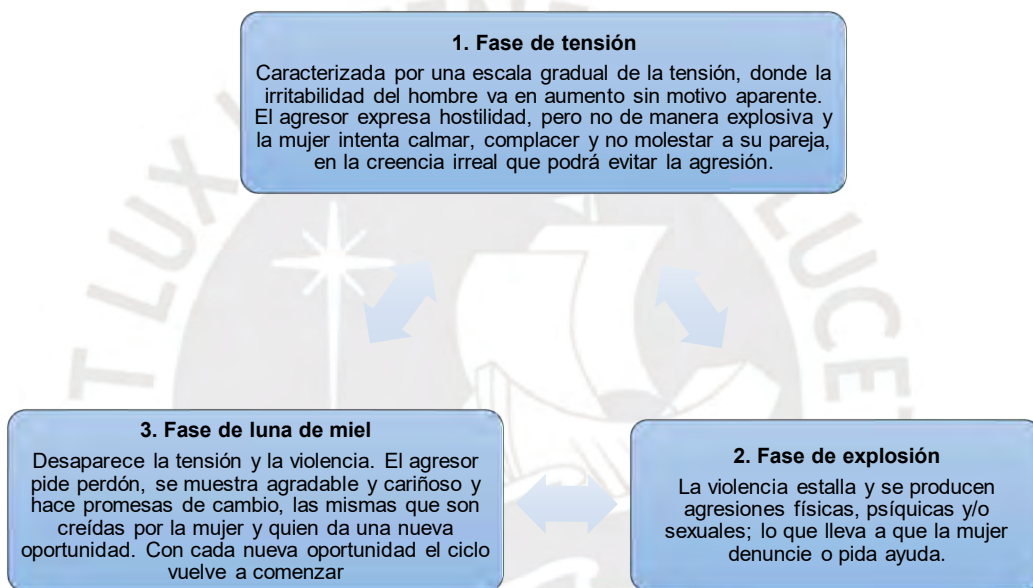 1. Fase de tensión
Caracterizada por una escala gradual de la tensión, donde la
irritabilidad del hombre va en aumento sin motivo aparente.
El agresor expresa hostilidad, pero no de manera explosiva y
la mujer intenta calmar, complacer y no molestar a su pareja,
en la creencia irreal que podrá evitar la agresión.
T LUX
LUCET
3. Fase de luna de miel
Desaparece la tensión y la violencia. El agresor
pide perdón, se muestra agradable y cariñoso y
hace promesas de cambio, las mismas que son
creídas por la mujer y quien da una nueva
oportunidad. Con cada nueva oportunidad el ciclo
vuelve a comenzar
2. Fase de explosión
La violencia estalla y se producen
agresiones físicas, psíquicas y/o
sexuales; lo que lleva a que la mujer
denuncie o pida ayuda.